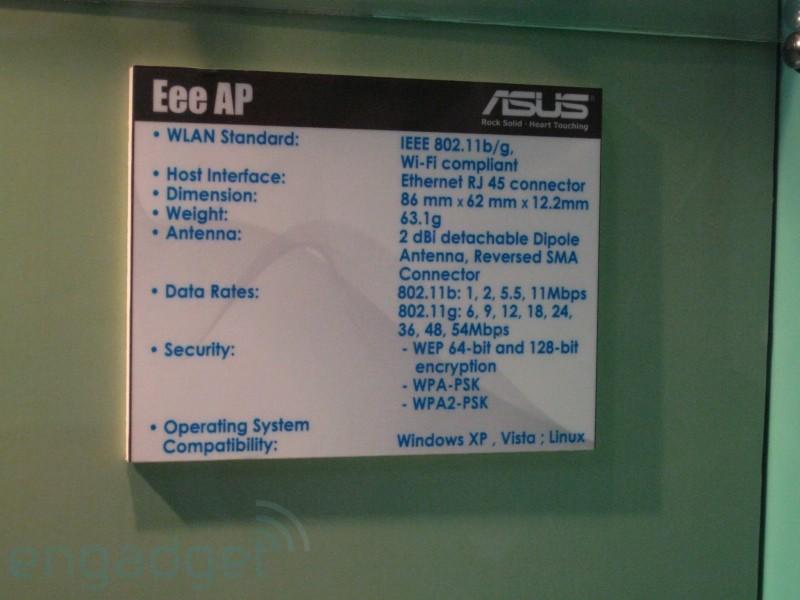 Eee AP
ASUS
Rock Solid · Heart Touching
• WLAN Standard: IEEE 802.11b/g,
Wi-Fi compliant
• Host Interface: Ethernet RJ 45 connector
• Dimension: 86 mm x 62 mm x 12.2mm
• Weight: 63.1g
• Antenna: 2 dBi detachable Dipole
Antenna, Reversed SMA
Connector
• Data Rates: 802.11b: 1, 2, 5.5, 11Mbps
802.11g: 6, 9, 12, 18, 24,
36, 48, 54Mbps
• Security: - WEP 64-bit and 128-bit
encryption
- WPA-PSK
- WPA2-PSK
• Operating System
Compatibility: Windows XP , Vista ; Linux
engadget